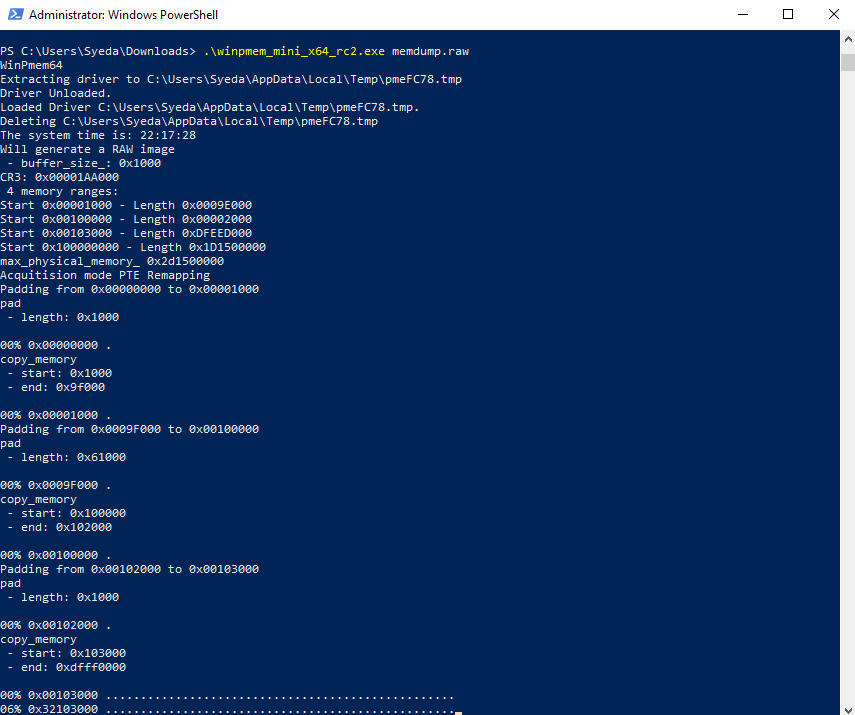 Administrator: Windows PowerShell
PS C:\Users\Syeda\Downloads> .\winpmem_mini_x64_rc2.exe memdump.raw
WinPmem64
Extracting driver to C:\Users\Syeda\AppData\Local\Temp\pmeFC78.tmp
Driver Unloaded.
Loaded Driver C:\Users\Syeda\AppData\Local\Temp\pmeFC78.tmp.
Deleting C:\Users\Syeda\AppData\Local\Temp\pmeFC78.tmp
The system time is: 22:17:28
Will generate a RAW image
 - buffer_size_: 0x1000
CR3: 0x00001AA000
 4 memory ranges:
Start 0x00001000 - Length 0x0009E000
Start 0x00100000 - Length 0x00002000
Start 0x00103000 - Length 0xDFEED000
Start 0x100000000 - Length 0x1D1500000
max_physical_memory_ 0x2d1500000
Acquitision mode PTE Remapping
Padding from 0x00000000 to 0x00001000
pad
 - length: 0x1000
00% 0x00000000 .
copy_memory
 - start: 0x1000
 - end: 0x9f000
00% 0x00001000 .
Padding from 0x0009F000 to 0x00100000
pad
 - length: 0x61000
00% 0x0009F000 .
copy_memory
 - start: 0x100000
 - end: 0x102000
00% 0x00100000 .
Padding from 0x00102000 to 0x00103000
pad
 - length: 0x1000
00% 0x00102000 .
copy_memory
 - start: 0x103000
 - end: 0xdfff0000
00% 0x00103000 ..................................................
06% 0x32103000 ..................................................